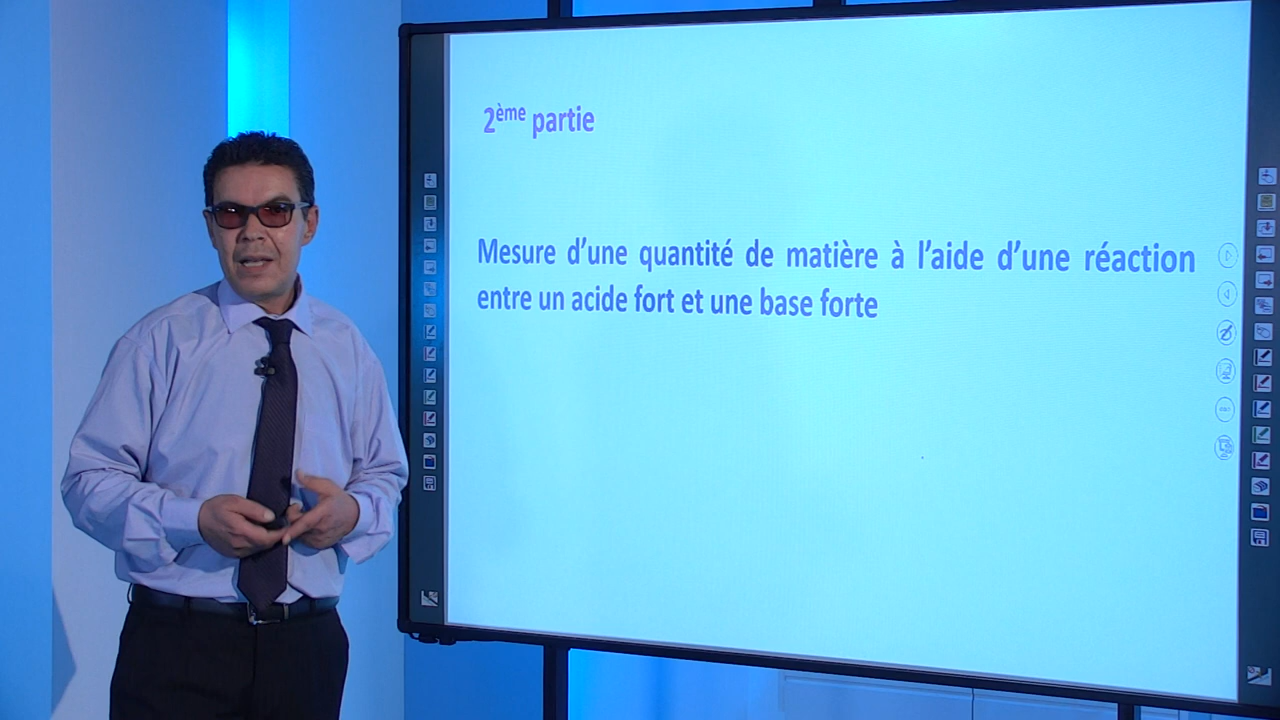 2ème partie
Mesure d’une quantité de matière à l’aide d’une réaction
entre un acide fort et une base forte